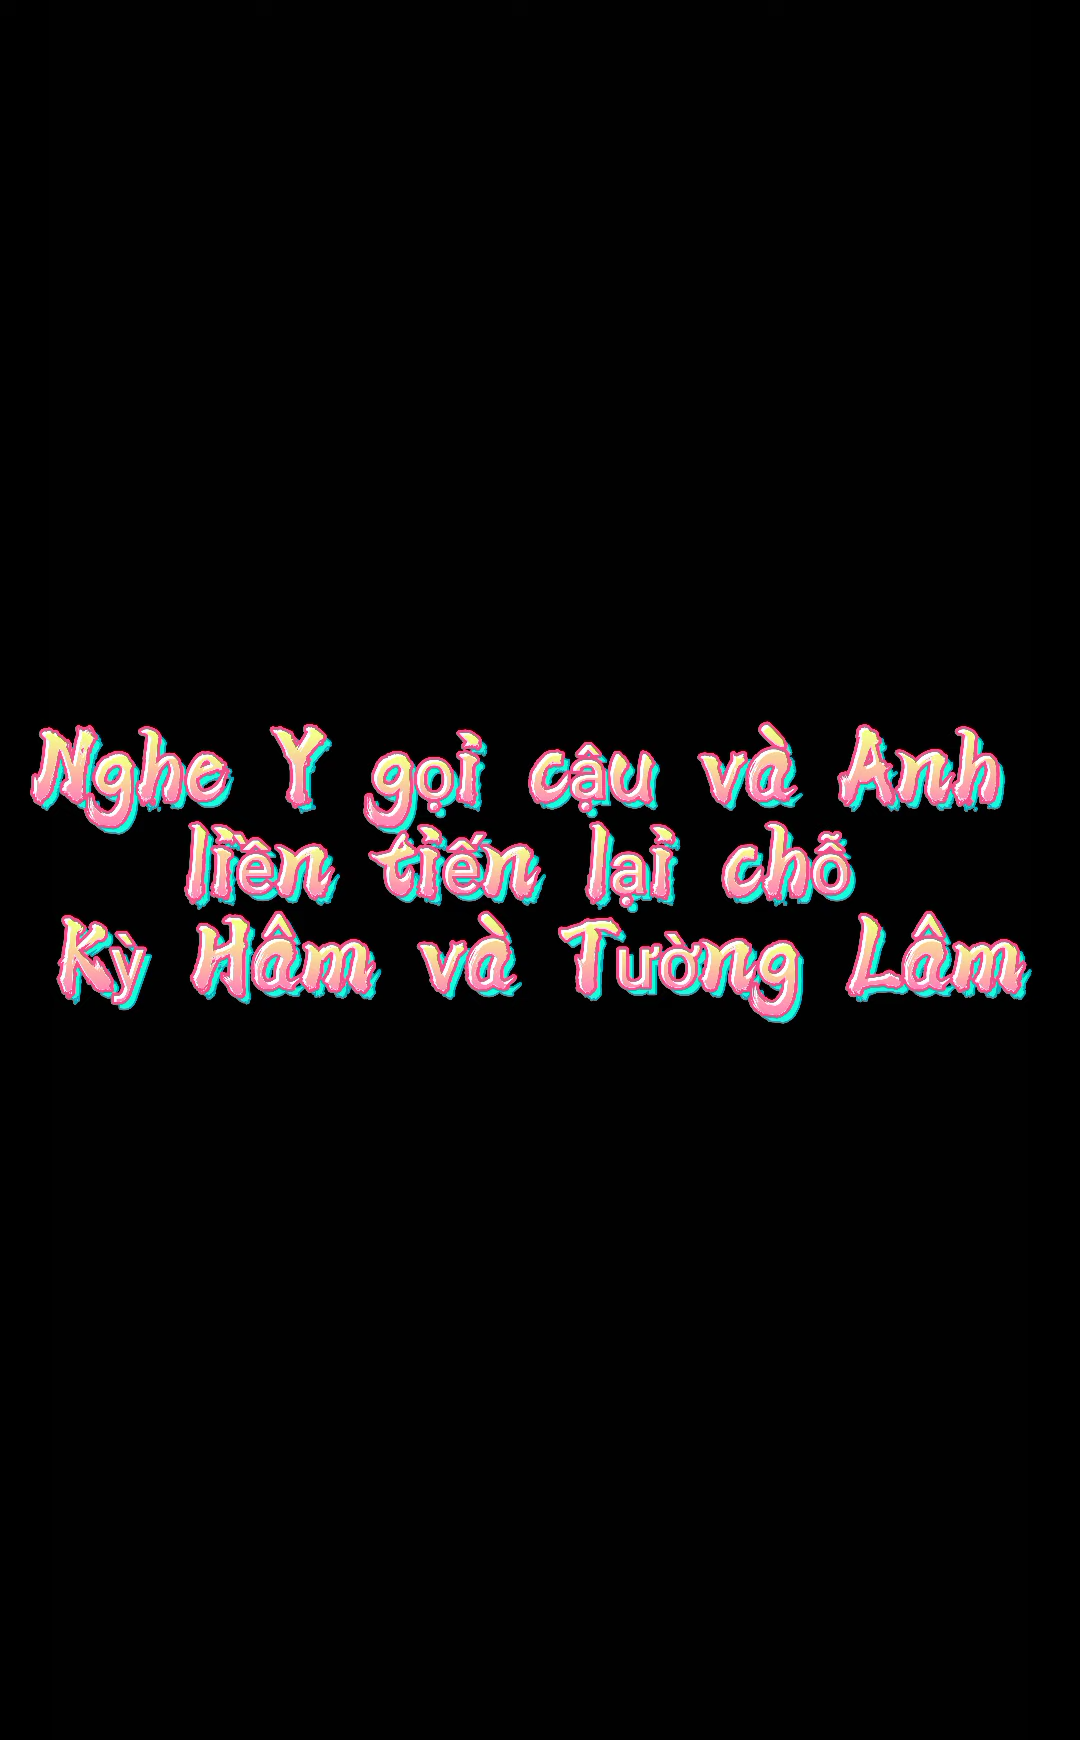 Nghe Y gọi cậu và Anh
liền tiến lại chỗ
Kỳ Hâm và Tường Lâm